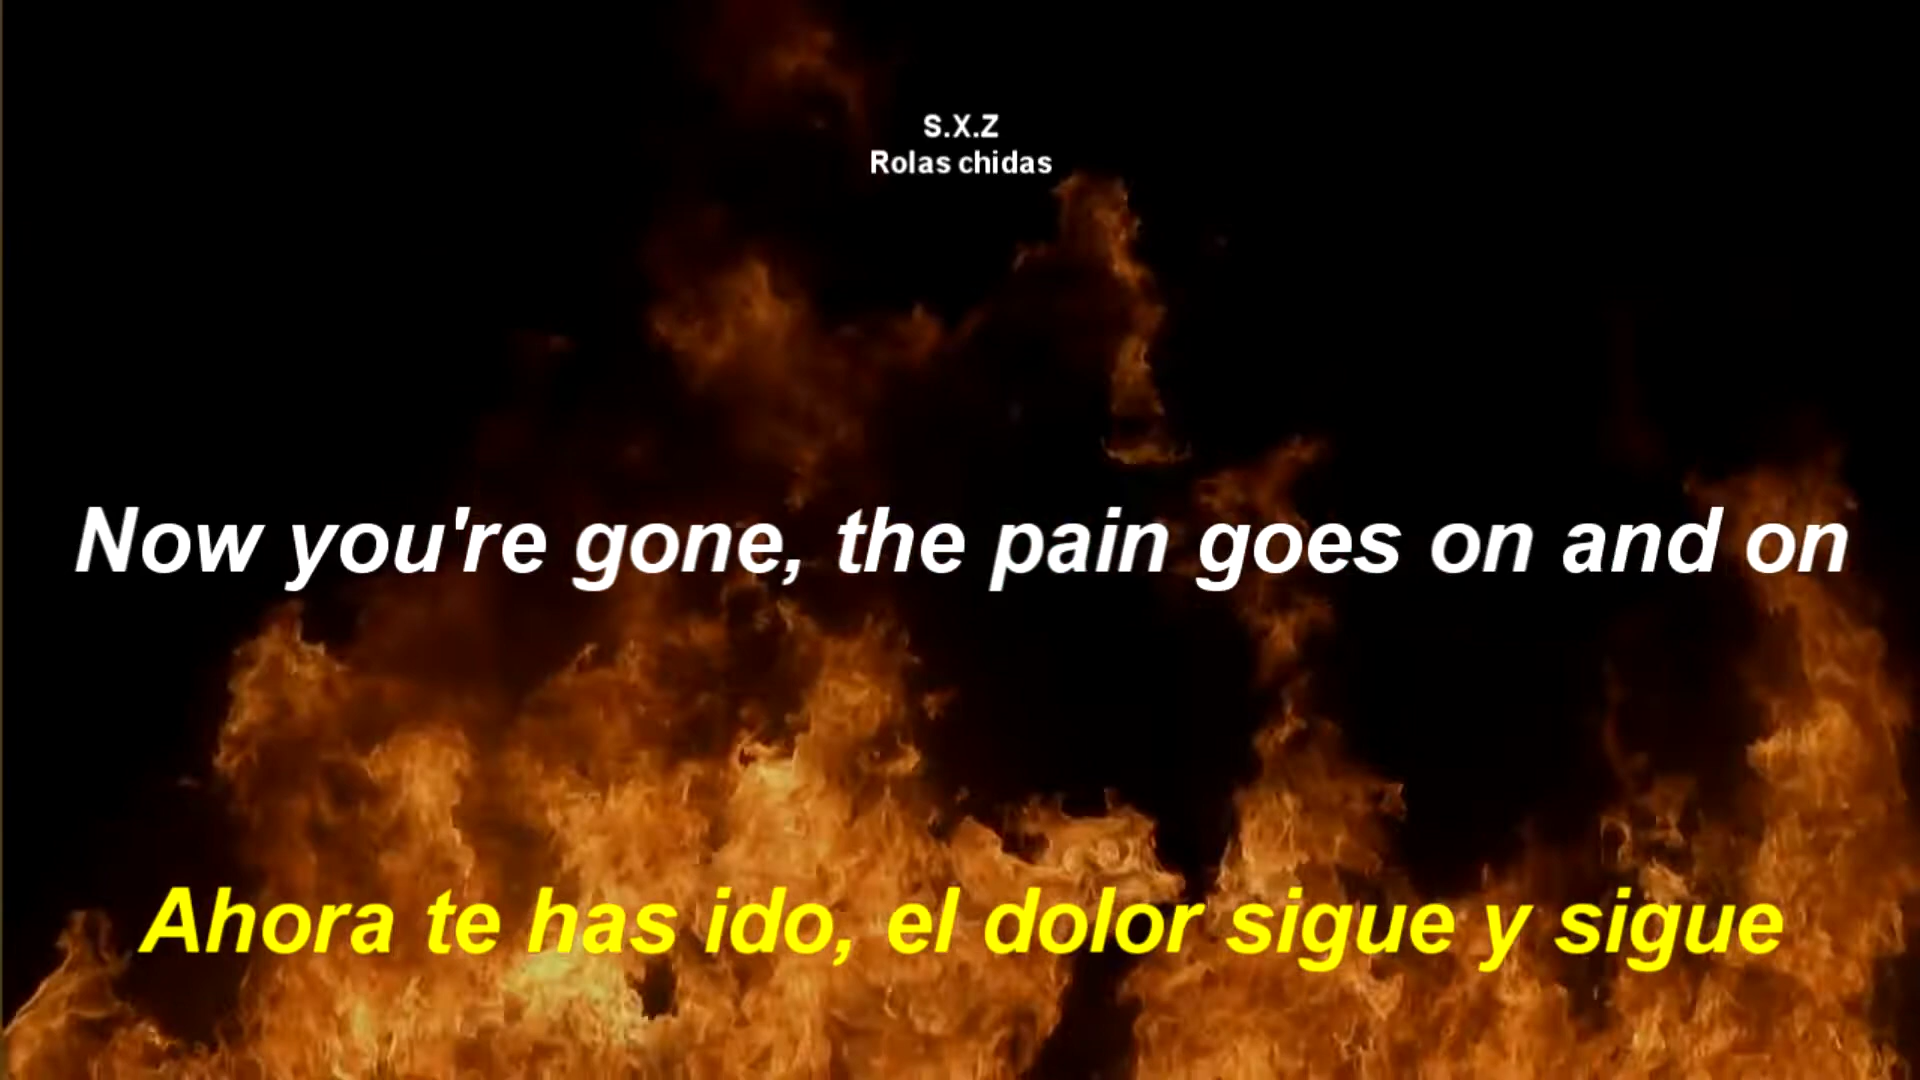 S.X.Z
Rolas chidas
Now you're gone, the pain goes on and on
Ahora te has ido, el dolor sigue y sigue